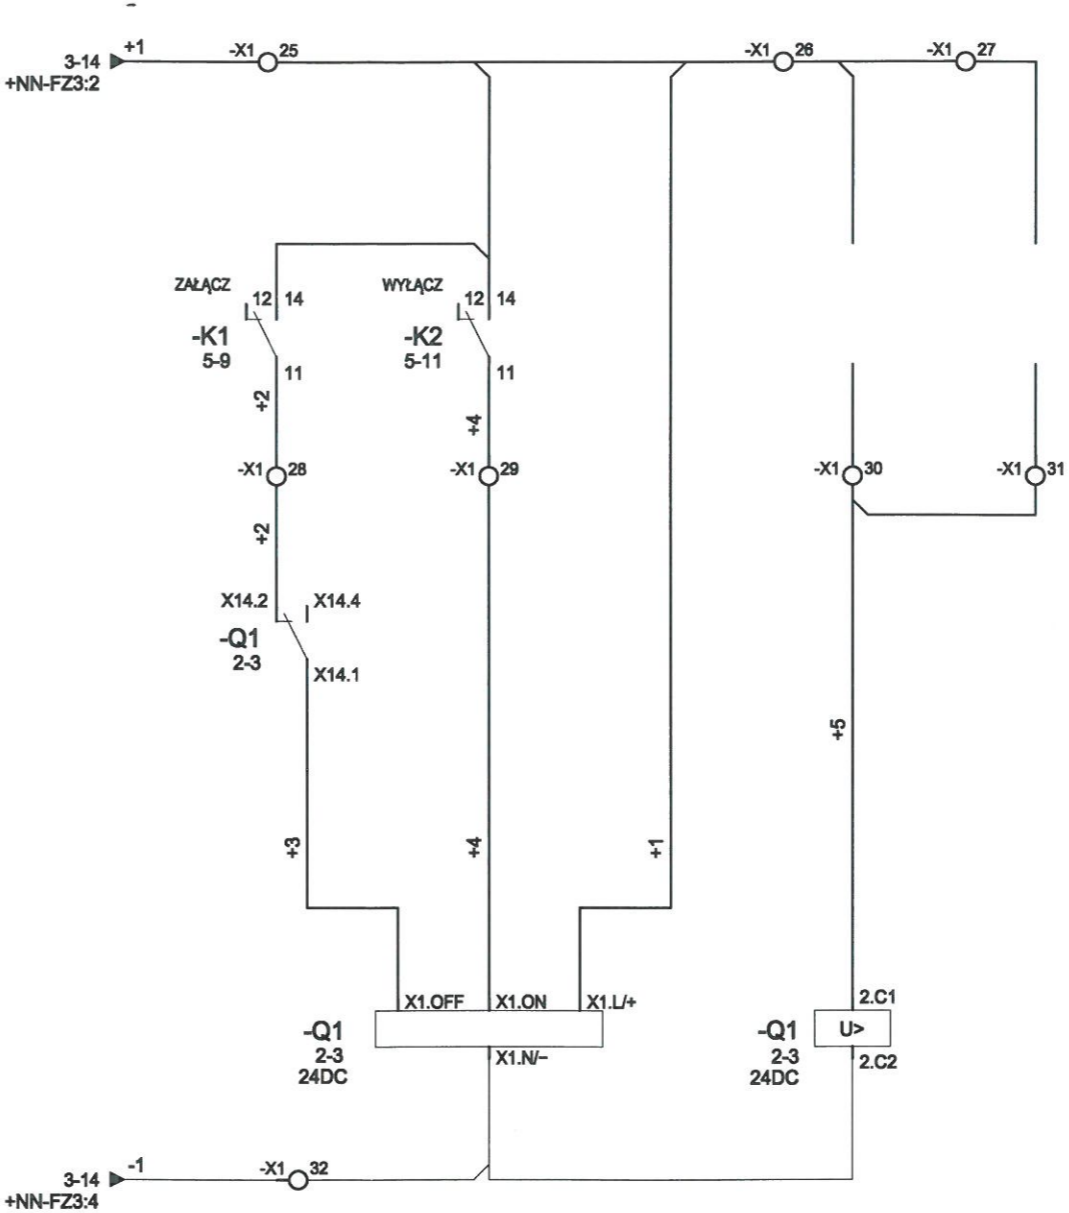 3-14
+NN-FZ3:2
+1
-X1 25
-X1 26
-X1 27
ZAŁĄCZ
12 14
-K1
5-9
11
+2
WYŁĄCZ
12 14
-K2
5-11
11
+4
-X1 28
-X1 29
-X1 30
-X1 31
+2
X14.2 X14.4
-Q1
2-3
X14.1
+5
+3
+4
+1
X1.OFF X1.ON X1.L/+
-Q1
2-3
24DC
X1.N/-
2.C1
-Q1
2-3
24DC
U>
2.C2
3-14
+NN-FZ3:4
-1
-X1 32